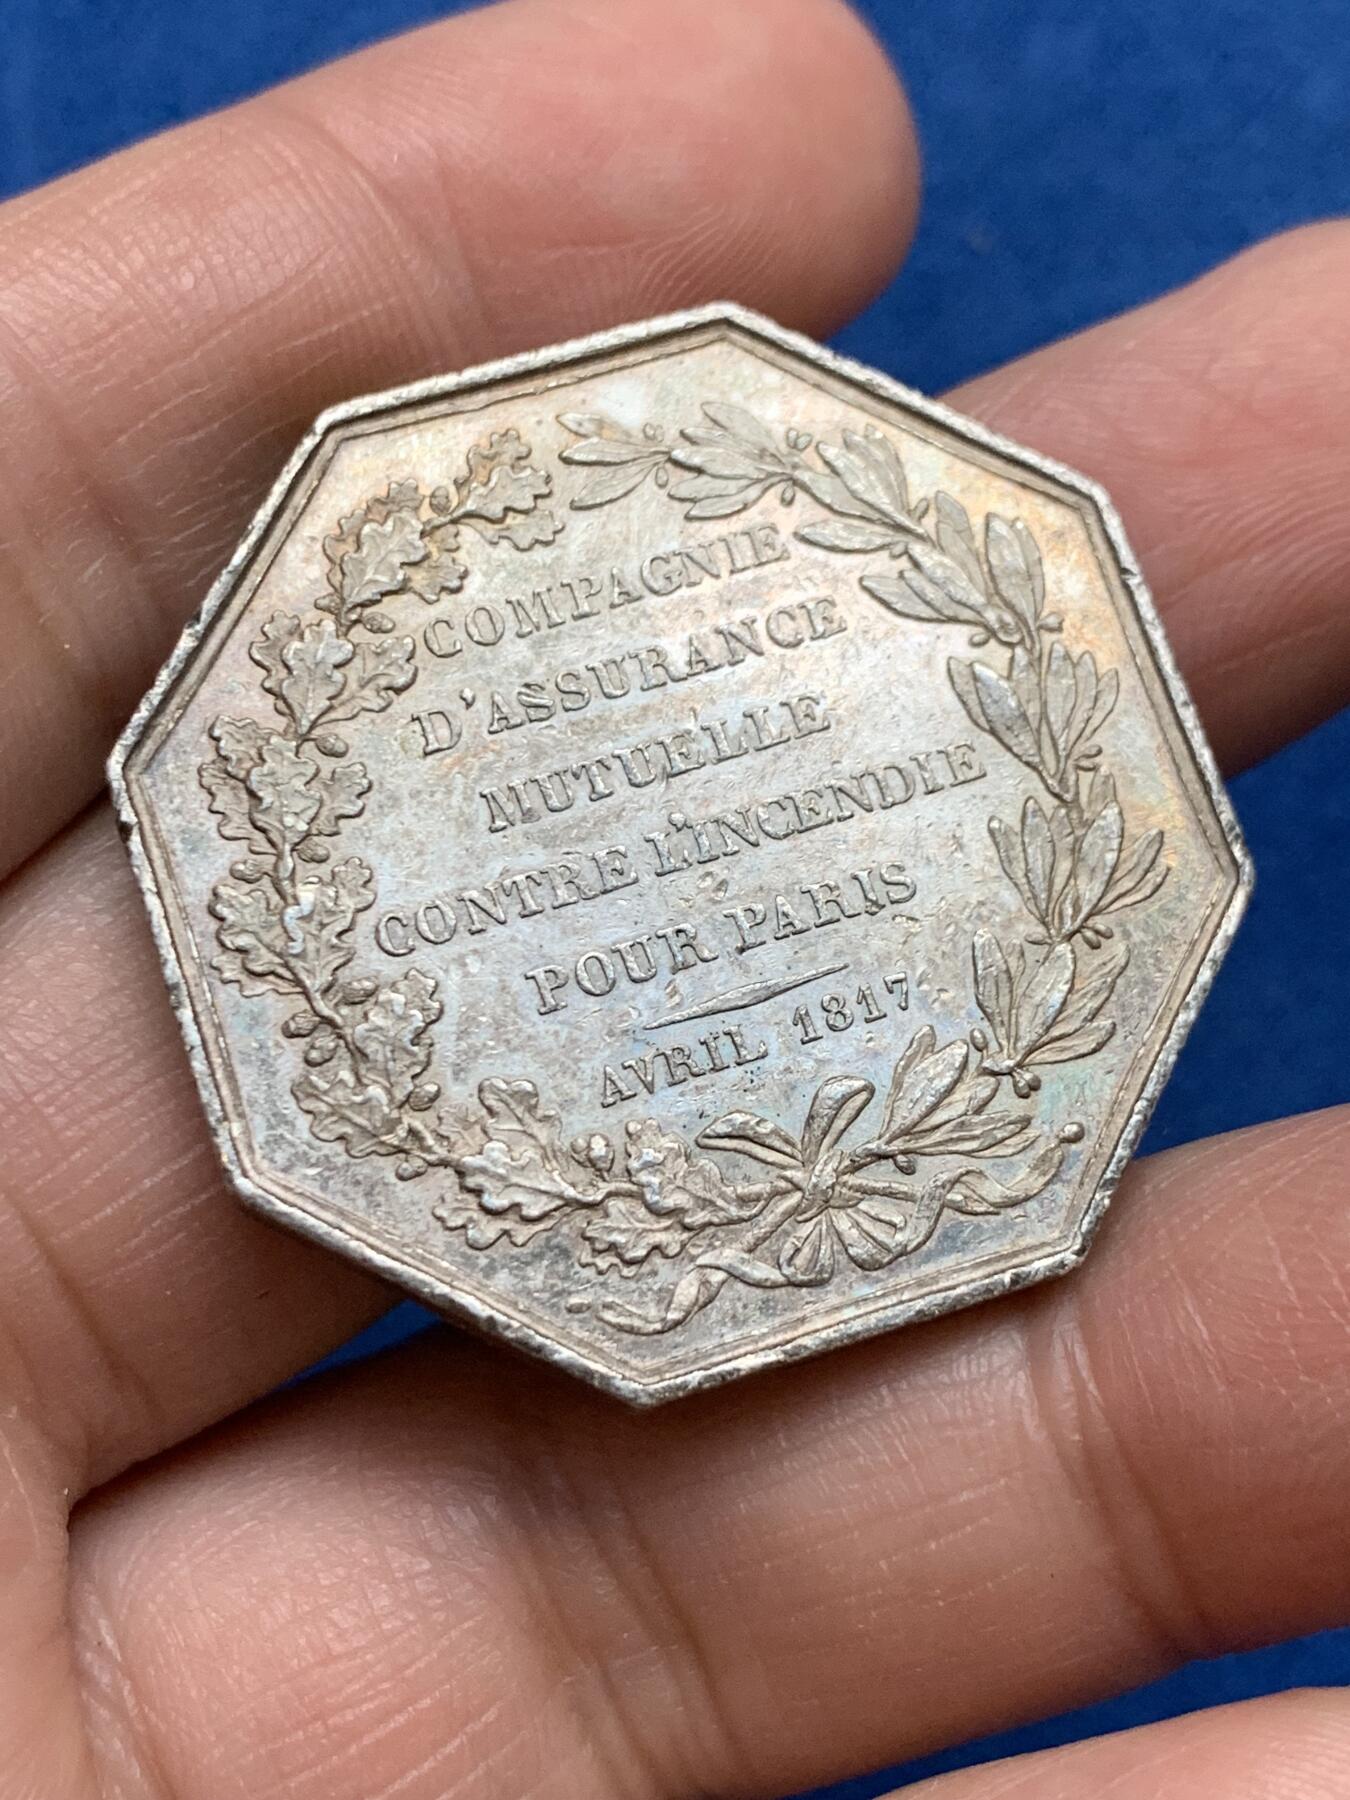 COMPAGNIE
D'ASSURANCE
MUTUELLE
CONTRE L'INCENDIE
POUR PARIS
AVRIL 1817